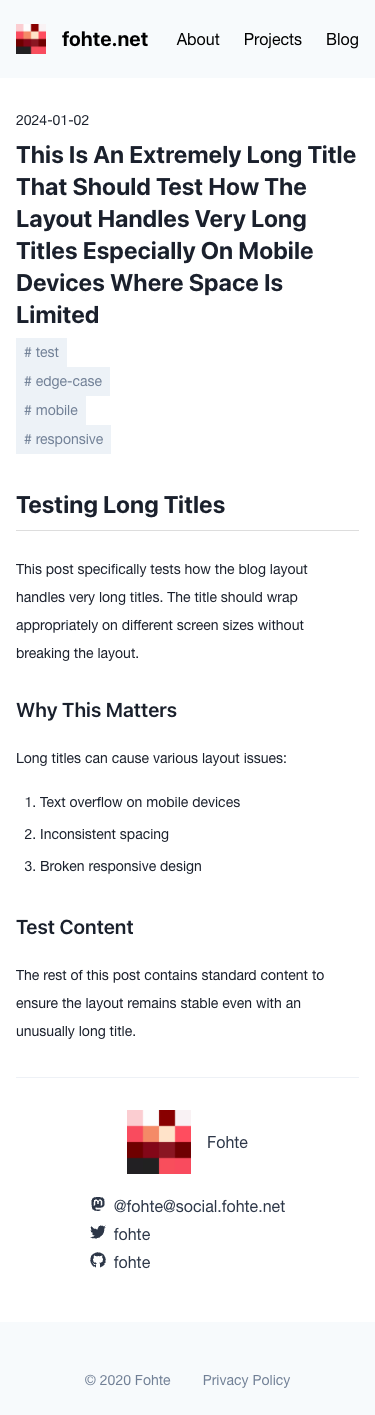 fohte.net About Projects Blog
2024-01-02
This Is An Extremely Long Title
That Should Test How The
Layout Handles Very Long
Titles Especially On Mobile
Devices Where Space Is
Limited
# test
# edge-case
# mobile
# responsive
Testing Long Titles
This post specifically tests how the blog layout
handles very long titles. The title should wrap
appropriately on different screen sizes without
breaking the layout.
Why This Matters
Long titles can cause various layout issues:
1. Text overflow on mobile devices
2. Inconsistent spacing
3. Broken responsive design
Test Content
The rest of this post contains standard content to
ensure the layout remains stable even with an
unusually long title.
Fohte
@fohte@social.fohte.net
fohte
fohte
© 2020 Fohte Privacy Policy